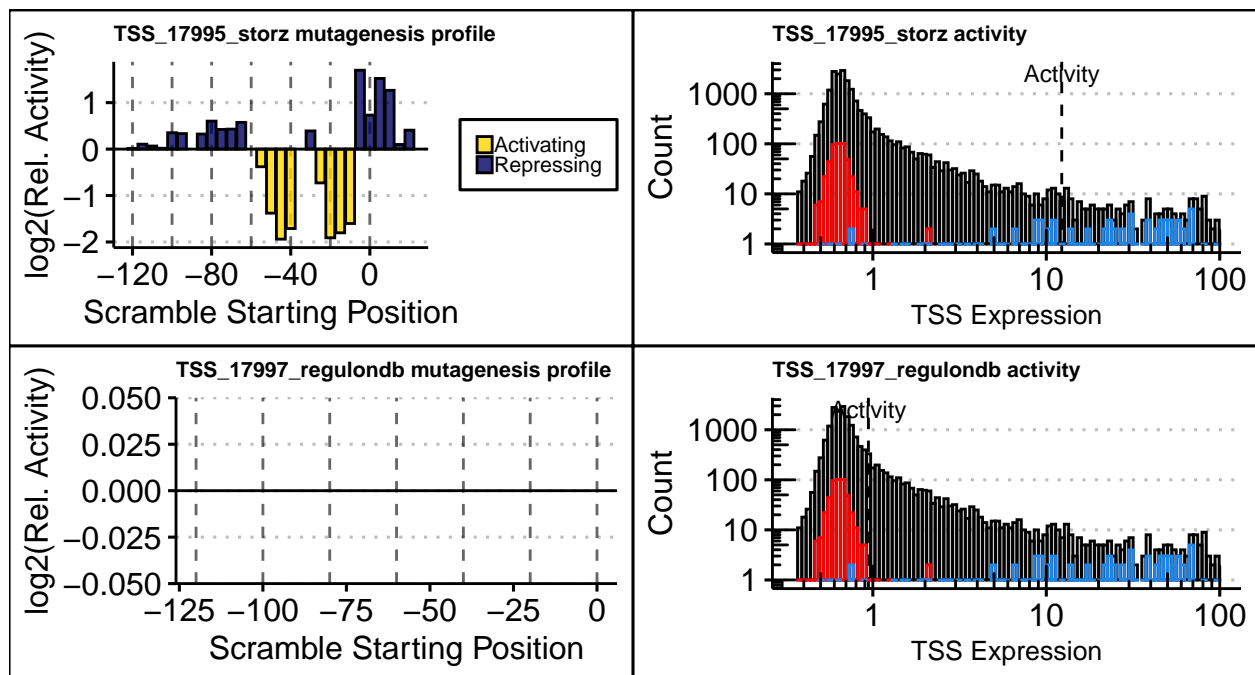 TSS_17995_storz mutagenesis profile
log2(Rel. Activity)
1
0
−1
−2
−120
−80
−40
0
Scramble Starting Position
Activating
Repressing
TSS_17995_storz activity
Activity
Count
1000
100
10
1
1
10
100
TSS Expression
TSS_17997_regulondb mutagenesis profile
log2(Rel. Activity)
0.050
0.025
0.000
−0.025
−0.050
−125
−100
−75
−50
−25
0
Scramble Starting Position
TSS_17997_regulondb activity
Activity
Count
1000
100
10
1
1
10
100
TSS Expression